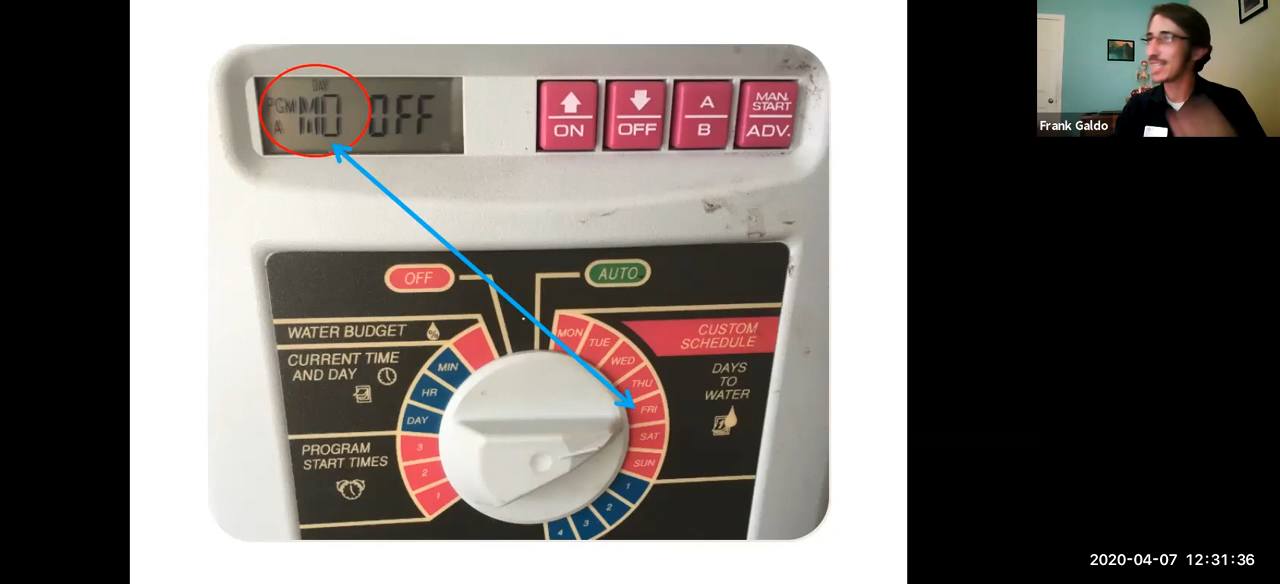 DAY
PGM MO OFF
A
ON
OFF
A
B
MAN.
START
ADV.
Frank Galdo
OFF
AUTO
WATER BUDGET
%
CURRENT TIME
AND DAY
MIN
HR
DAY
PROGRAM
START TIMES
3
2
1
MON
TUE
WED
THU
FRI
SAT
SUN
1
2
3
4
CUSTOM
SCHEDULE
DAYS
TO
WATER
2020-04-07 12:31:36